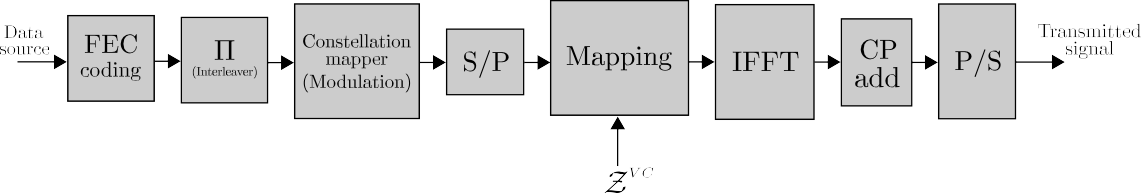 Data
source
FEC
coding
Π
(Interleaver)
Constellation
mapper
(Modulation)
S/P
Mapping
IFFT
CP
add
P/S
Transmitted
signal
𝒵^{VC}